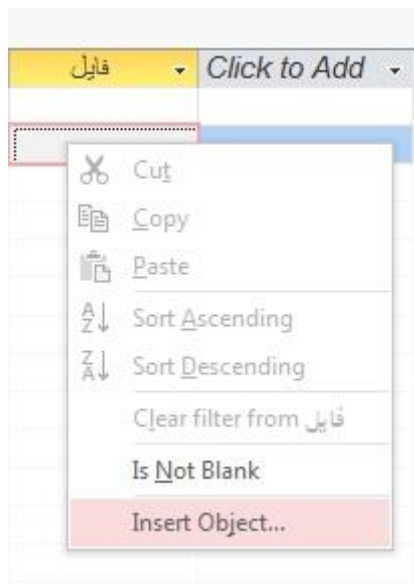 فایل Click to Add
Cut
Copy
Paste
Sort Ascending
Sort Descending
Clear filter from فایل
Is Not Blank
Insert Object...